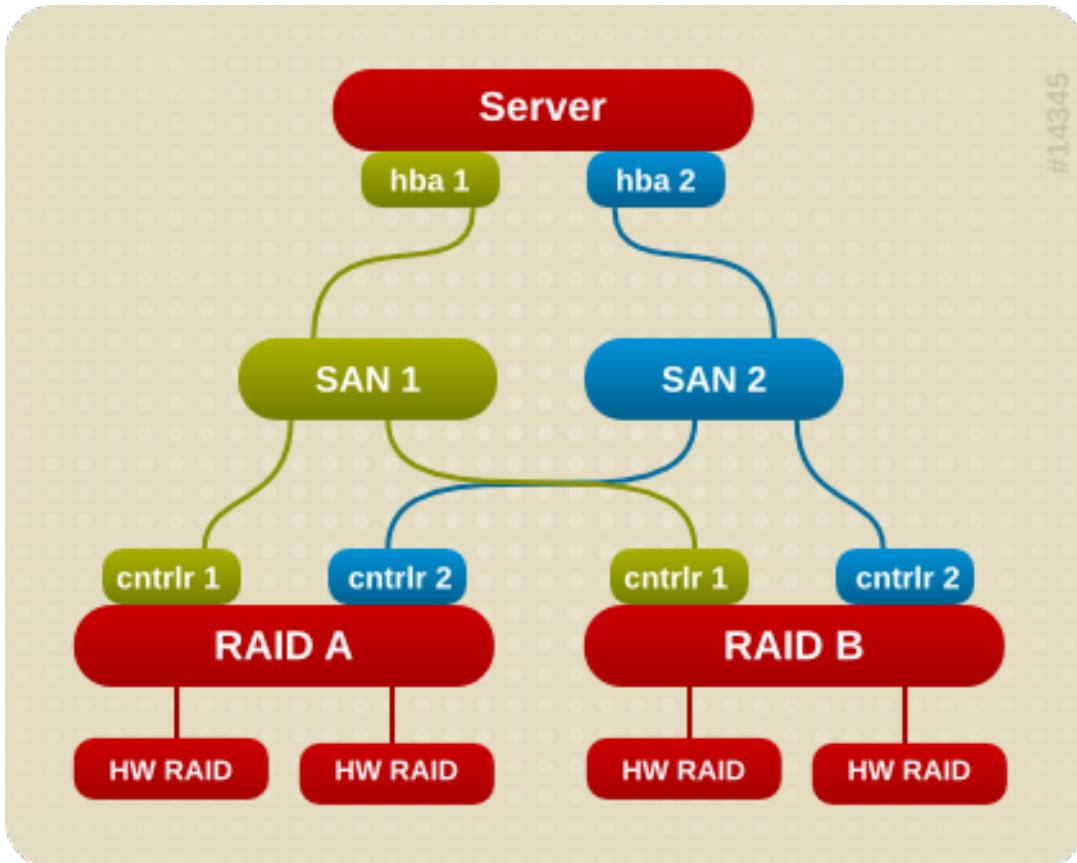 Server
#14345
hba 1
hba 2
SAN 1
SAN 2
cntrlr 1
cntrlr 2
cntrlr 1
cntrlr 2
RAID A
RAID B
HW RAID
HW RAID
HW RAID
HW RAID